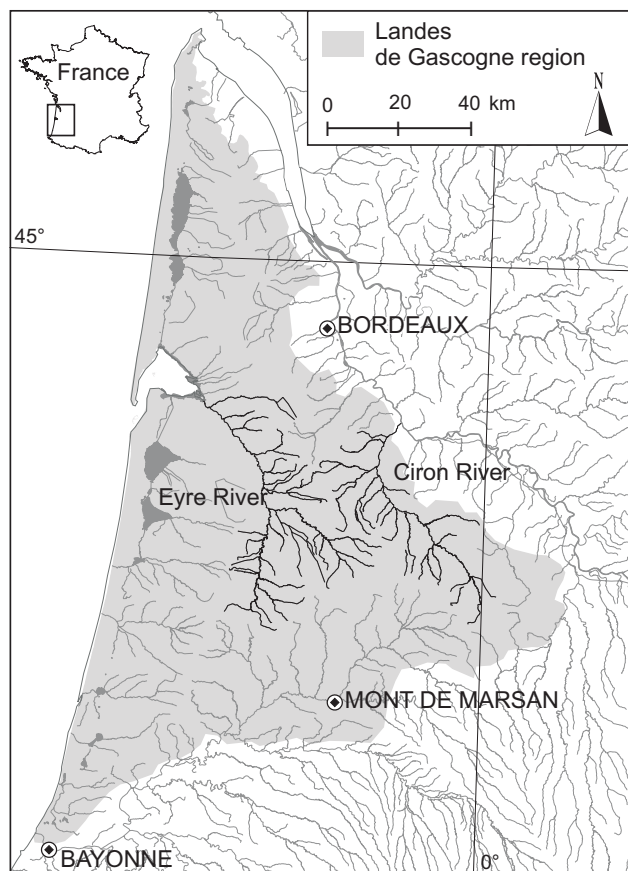 France
Landes
de Gascogne region
0 20 40 km
N
45°
BORDEAUX
Ciron River
Eyre River
MONT DE MARSAN
BAYONNE
0°